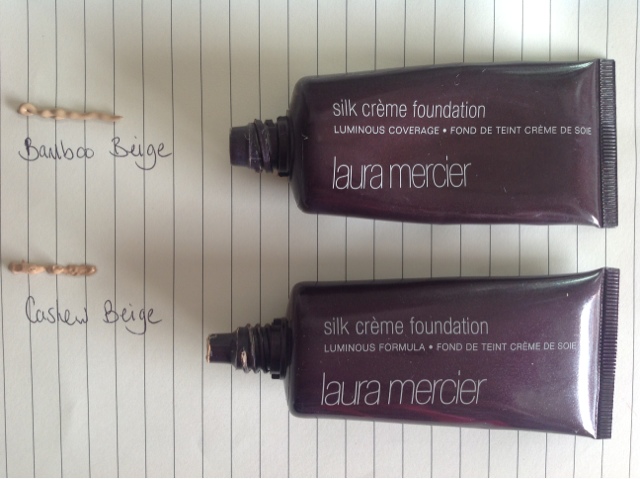 Bamboo Beige
silk crème foundation
LUMINOUS COVERAGE • FOND DE TEINT CRÈME DE SOIE
laura mercier
Cashew Beige
silk crème foundation
LUMINOUS FORMULA • FOND DE TEINT CRÈME DE SOIE
laura mercier